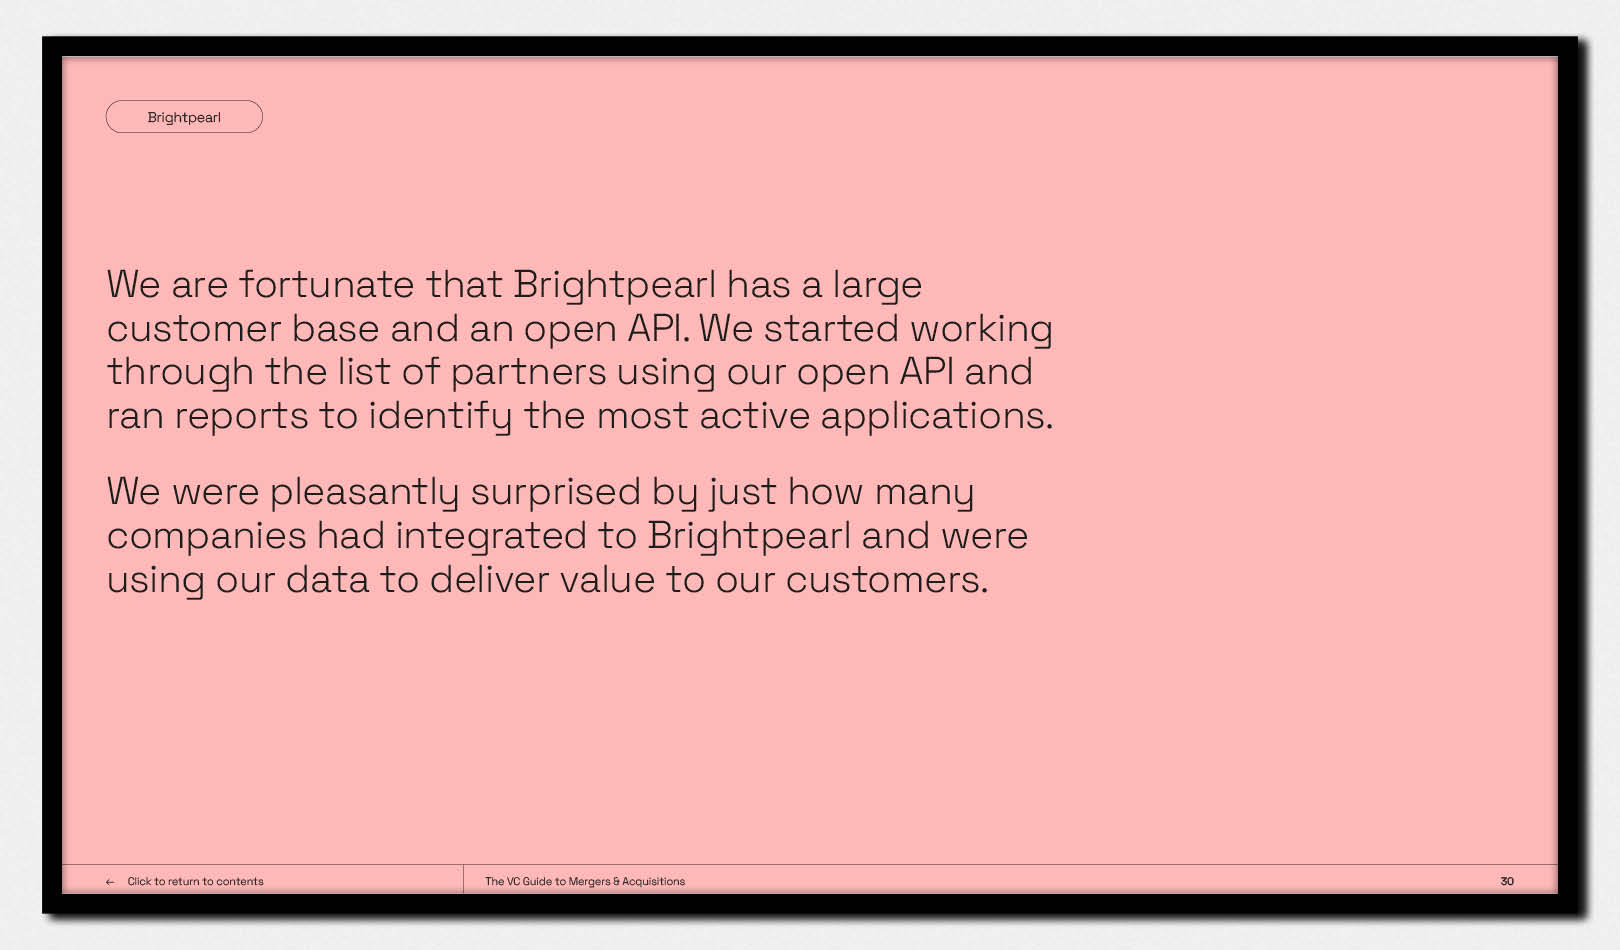 Brightpearl
We are fortunate that Brightpearl has a large
customer base and an open API. We started working
through the list of partners using our open API and
ran reports to identify the most active applications.
We were pleasantly surprised by just how many
companies had integrated to Brightpearl and were
using our data to deliver value to our customers.
← Click to return to contents
The VC Guide to Mergers & Acquisitions
30